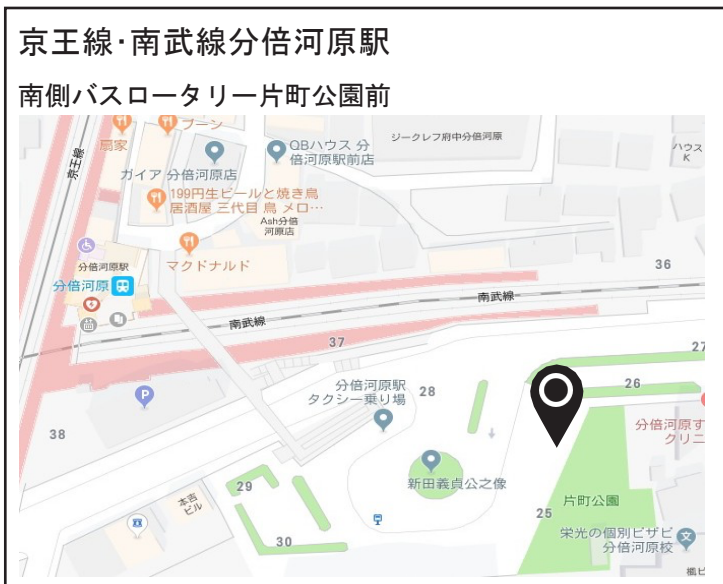 京王線･南武線分倍河原駅
南側バスロータリー片町公園前
京王線
扇家
ブーン
ガイア 分倍河原店
QBハウス 分
倍河原駅前店
ジークレフ府中分倍河原
ハウス
K
199円生ビールと焼き鳥
居酒屋 三代目 鳥 メロ…
Ash分倍
河原店
マクドナルド
分倍河原駅
分倍河原
36
南武線
南武線
37
27
26
P
分倍河原駅
タクシー乗り場
28
38
分倍河原す
クリニ
新田義貞公之像
29
本吉
ビル
片町公園
25
30
栄光の個別ビザビ
分倍河原校
文